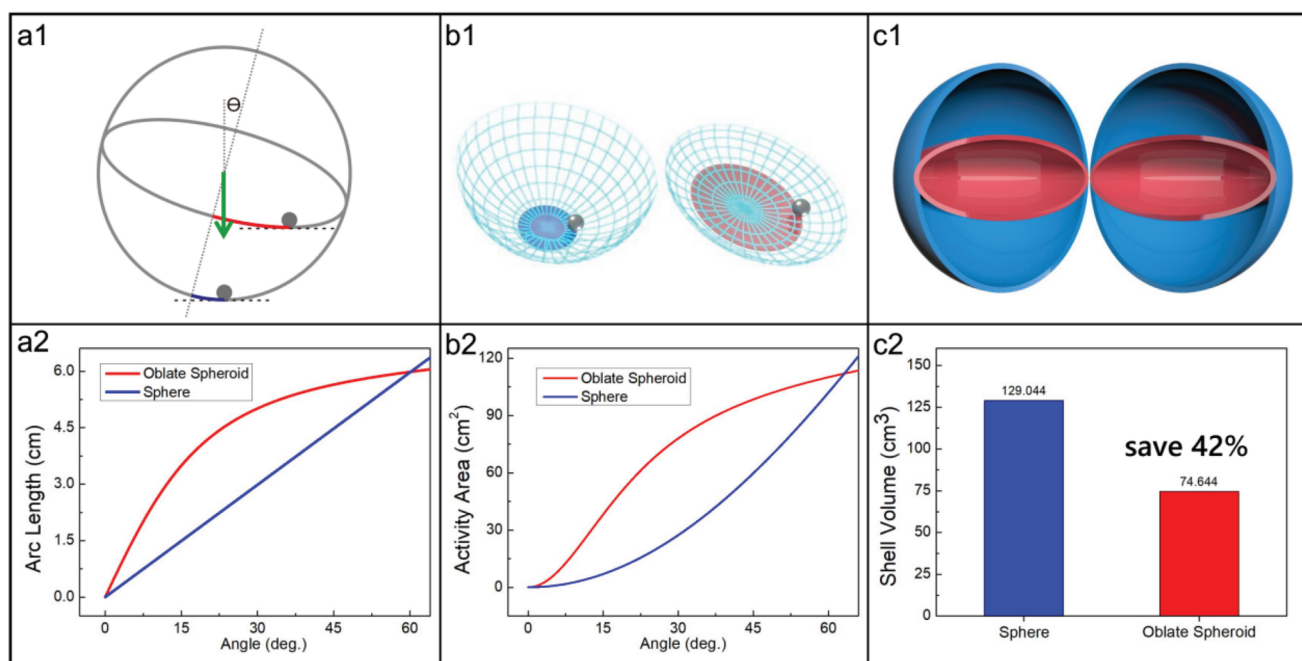 a1
Θ
b1
c1
a2
Oblate Spheroid
Sphere
Arc Length (cm)
6.0
4.5
3.0
1.5
0.0
0
15
30
45
60
Angle (deg.)
b2
Oblate Spheroid
Sphere
Activity Area (cm²)
120
90
60
30
0
0
15
30
45
60
Angle (deg.)
c2
Shell Volume (cm³)
150
125
100
75
50
25
0
129.044
save 42%
74.644
Sphere
Oblate Spheroid